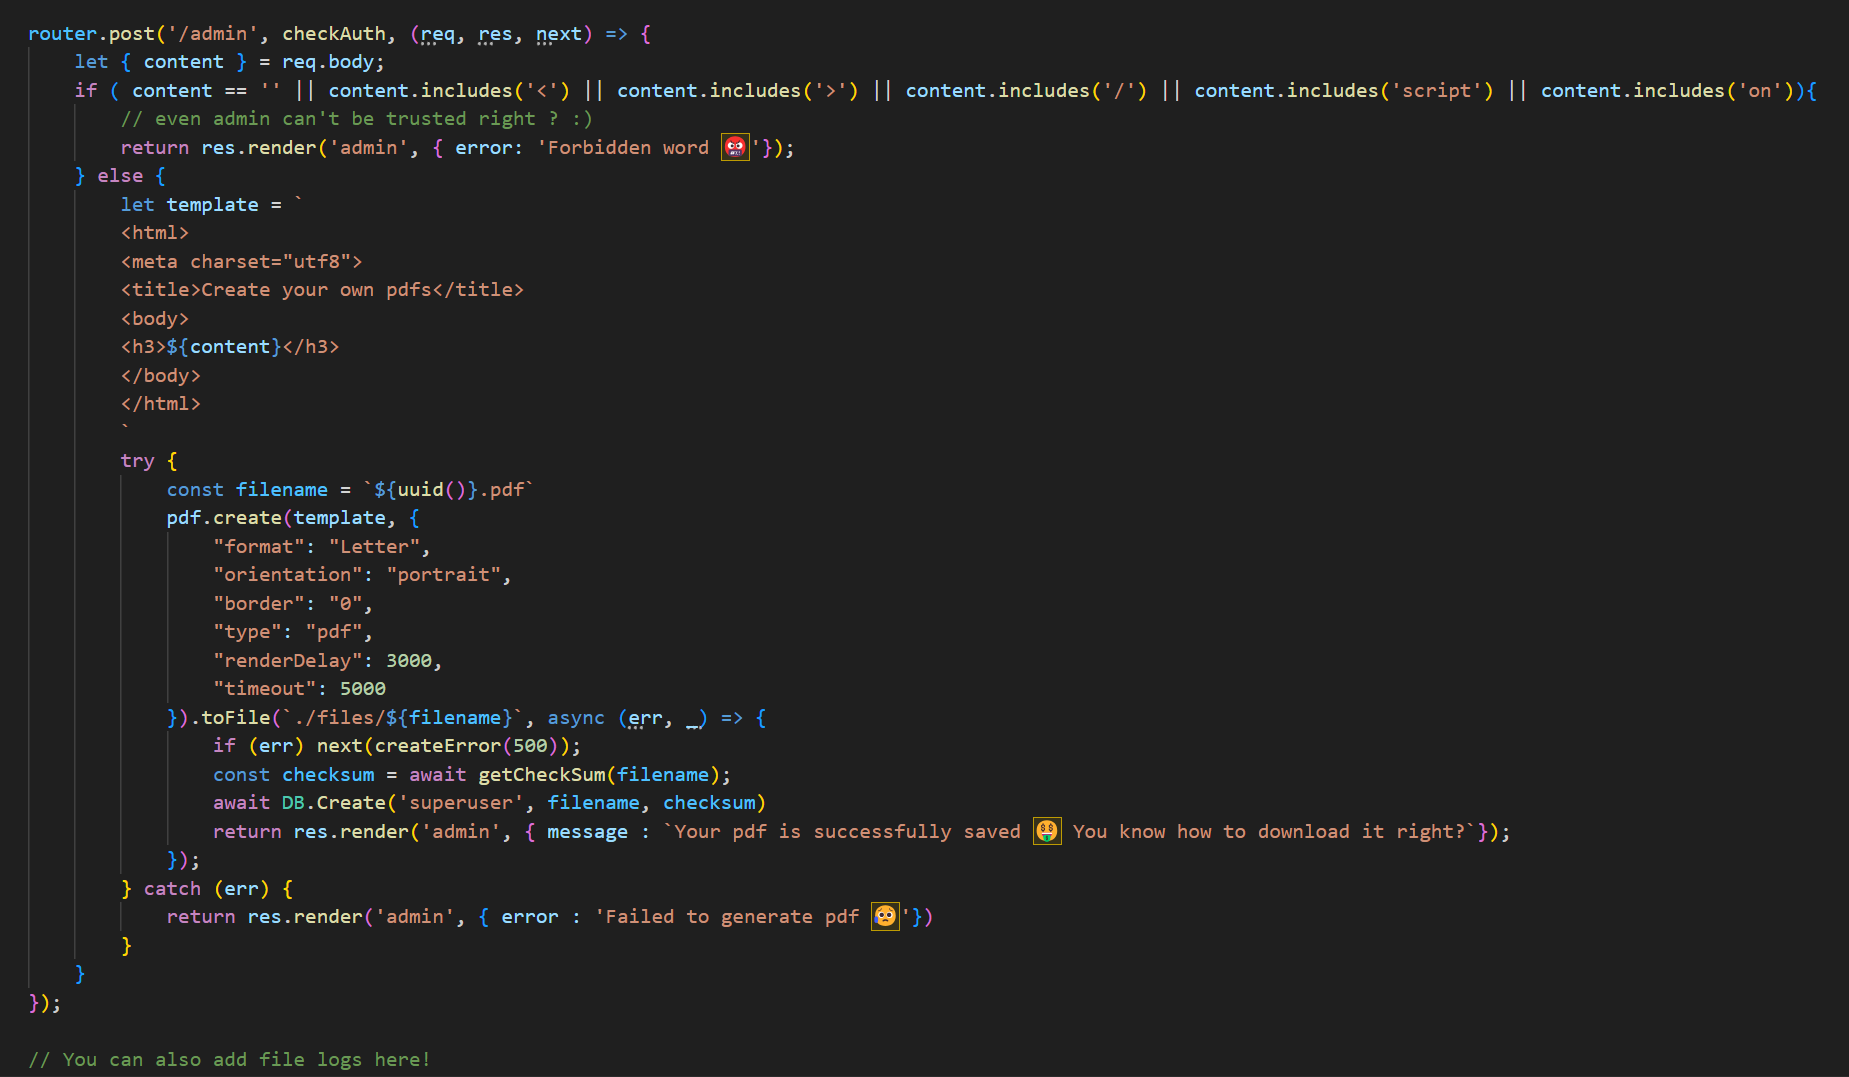 router.post('/admin', checkAuth, (req, res, next) => {
let { content } = req.body;
if ( content == '' || content.includes('<') || content.includes('>') || content.includes('/') || content.includes('script') || content.includes('on')){
// even admin can't be trusted right ? :)
return res.render('admin', { error: 'Forbidden word 🤬'});
} else {
let template = `
<html>
<meta charset="utf8">
<title>Create your own pdfs</title>
<body>
<h3>${content}</h3>
</body>
</html>
`
try {
const filename = `${uuid()}.pdf`
pdf.create(template, {
"format": "Letter",
"orientation": "portrait",
"border": "0",
"type": "pdf",
"renderDelay": 3000,
"timeout": 5000
}).toFile(`./files/${filename}`, async (err, _) => {
if (err) next(createError(500));
const checksum = await getCheckSum(filename);
await DB.Create('superuser', filename, checksum)
return res.render('admin', { message : `Your pdf is successfully saved 🤑 You know how to download it right?`});
});
} catch (err) {
return res.render('admin', { error : 'Failed to generate pdf 😥'})
}
}
});
// You can also add file logs here!